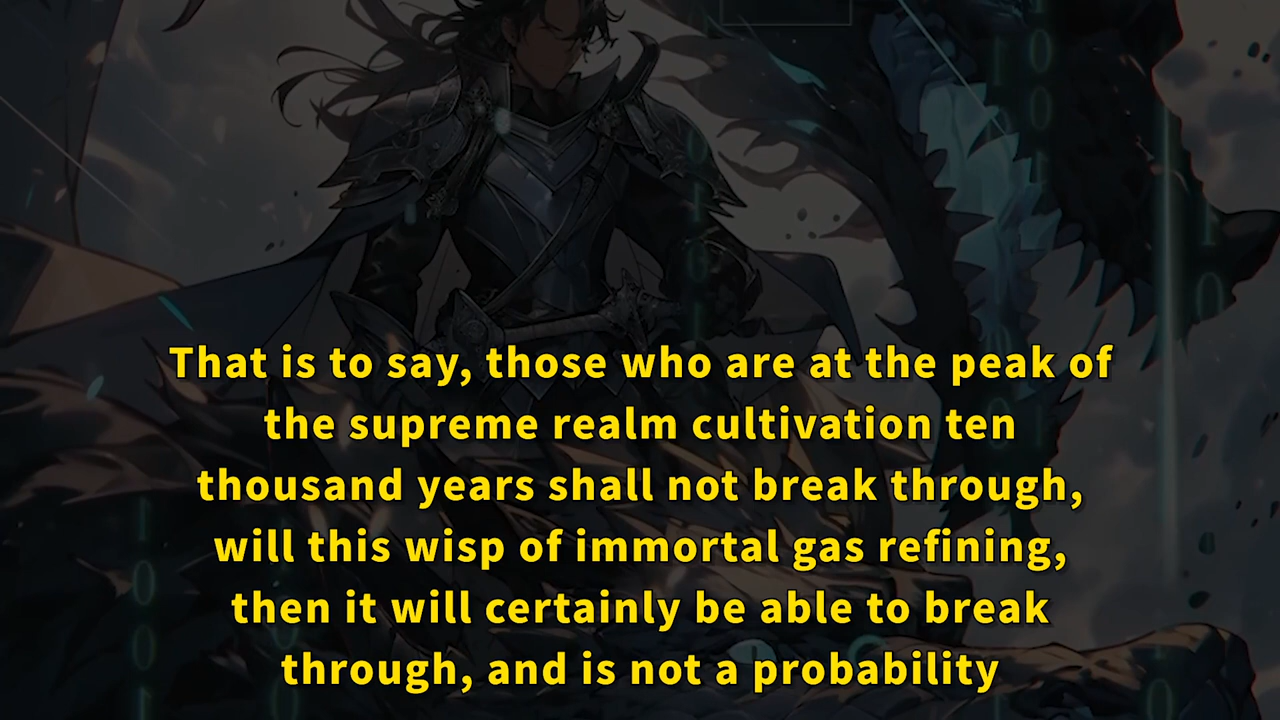 That is to say, those who are at the peak of
the supreme realm cultivation ten
thousand years shall not break through,
will this wisp of immortal gas refining,
then it will certainly be able to break
through, and is not a probability